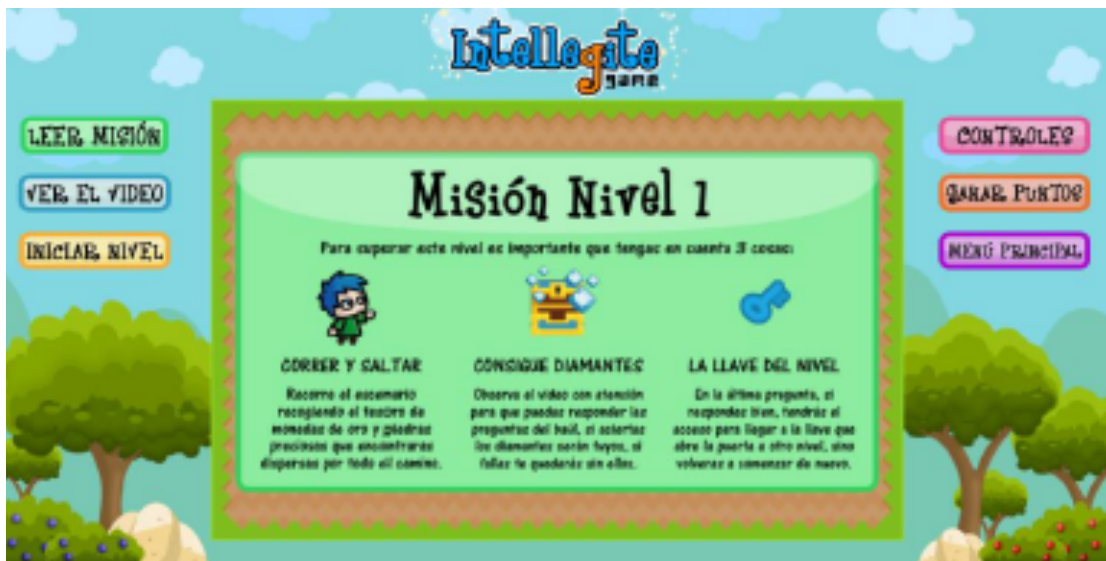 Intellegite
game
LEER MISIÓN
VER EL VIDEO
INICIAR NIVEL
CONTROLES
GANAR PUNTOS
MENÚ PRINCIPAL
Misión Nivel 1
Para superar este nivel es importante que tengas en cuenta 3 cosas:
CORRER Y SALTAR
Recorre el escenario
recogiendo el tesoro de
monedas de oro y piedras
preciosas que encontraras
dispersas por todo el camino.
CONSIGUE DIAMANTES
Observa el video con atención
para que puedas responder las
preguntas del baúl, si aciertas
los diamantes serán tuyos, si
fallas te quedarás sin ellos.
LA LLAVE DEL NIVEL
En la última pregunta, si
respondes bien, tendrás el
acceso para llegar a la llave que
abre la puerta a otro nivel, sino
volveras a comenzar de nuevo.